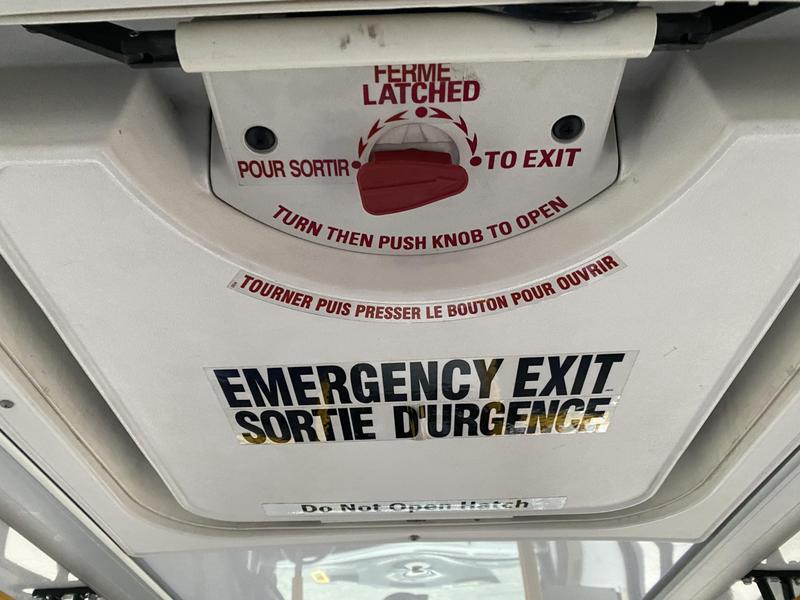 FERME
LATCHED
POUR SORTIR
TO EXIT
TURN THEN PUSH KNOB TO OPEN
TOURNER PUIS PRESSER LE BOUTON POUR OUVRIR
EMERGENCY EXIT
SORTIE D'URGENCE
Do Not Open Hatch